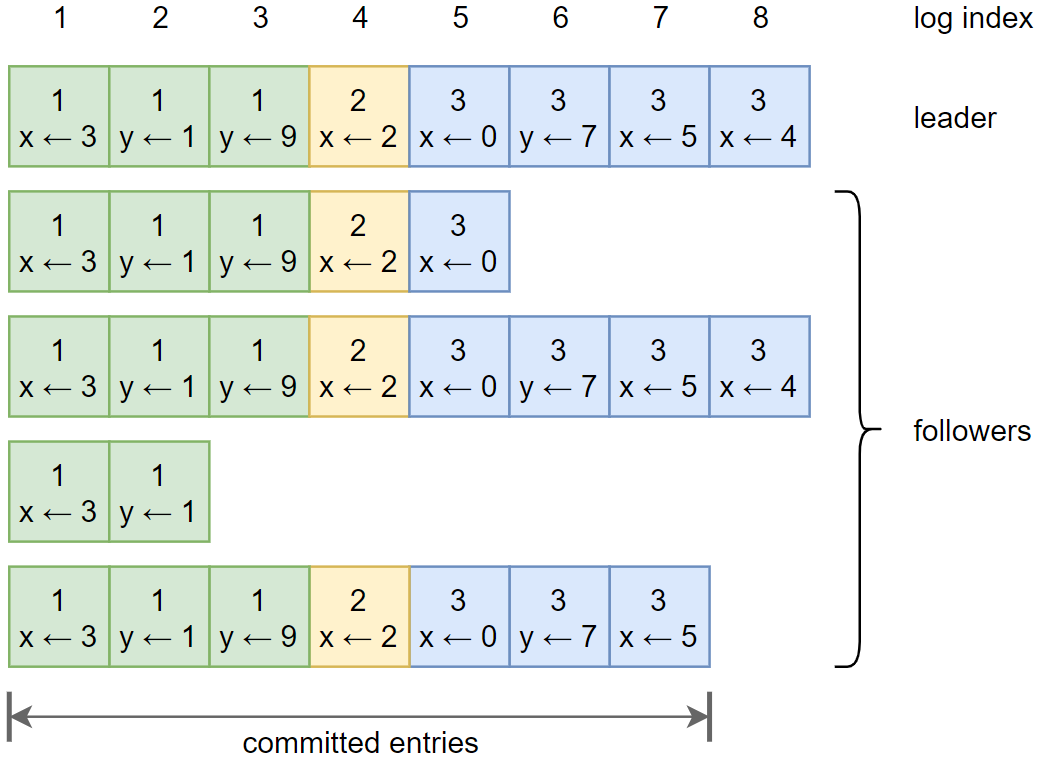 1 2 3 4 5 6 7 8 log index
1 1 1 2 3 3 3 3
x ← 3 y ← 1 y ← 9 x ← 2 x ← 0 y ← 7 x ← 5 x ← 4
leader
1 1 1 2 3
x ← 3 y ← 1 y ← 9 x ← 2 x ← 0
1 1 1 2 3 3 3 3
x ← 3 y ← 1 y ← 9 x ← 2 x ← 0 y ← 7 x ← 5 x ← 4
followers
1 1
x ← 3 y ← 1
1 1 1 2 3 3 3
x ← 3 y ← 1 y ← 9 x ← 2 x ← 0 y ← 7 x ← 5
committed entries